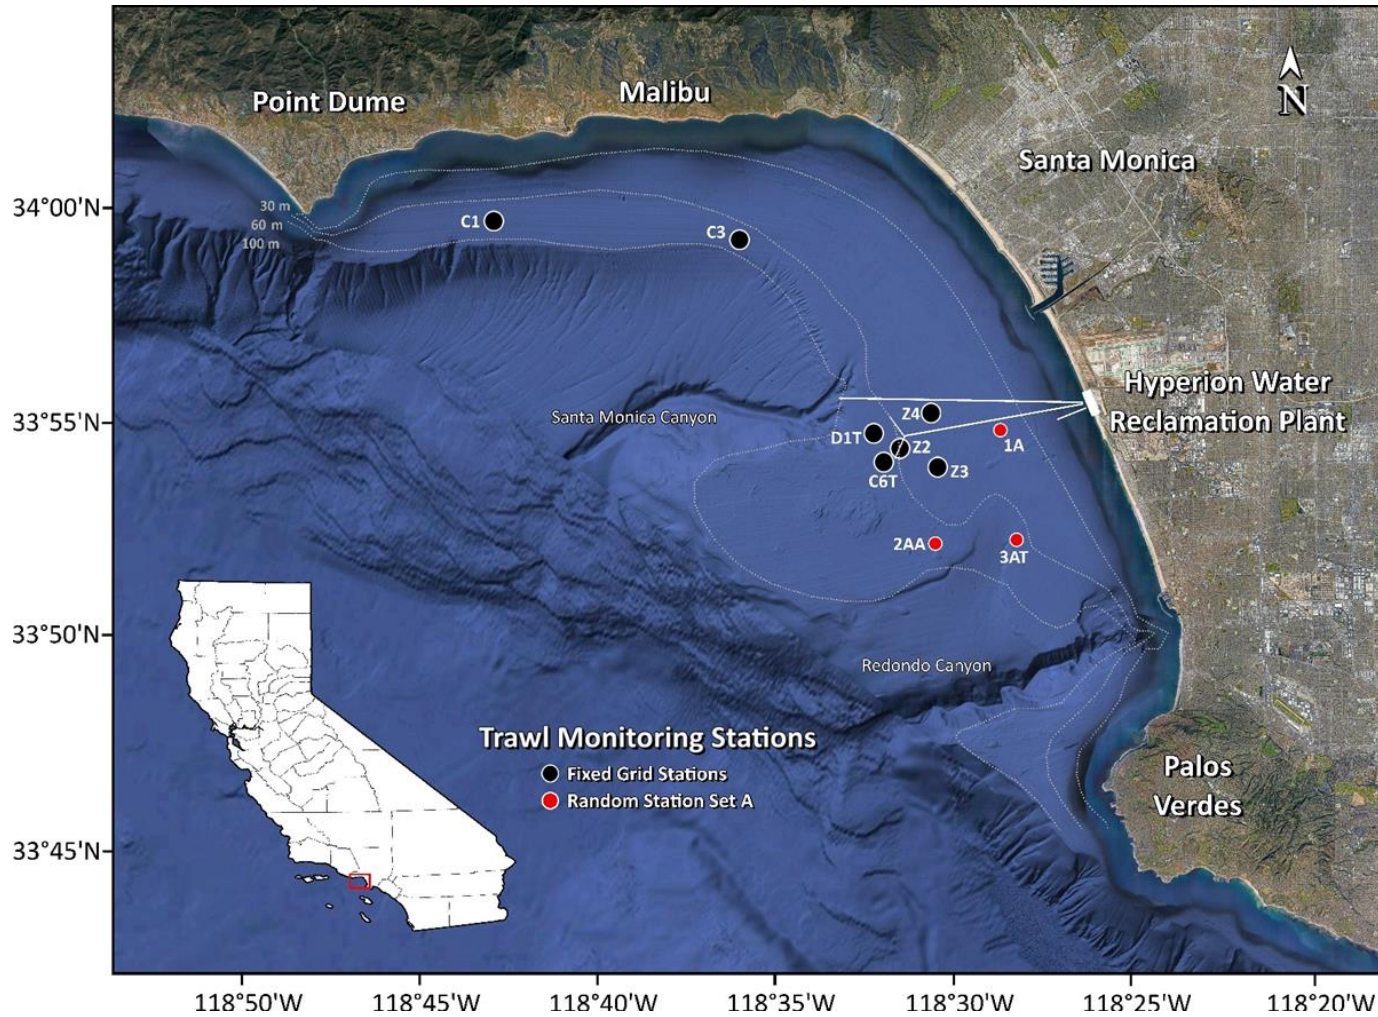 Point Dume
Malibu
N
Santa Monica
34°00'N
30 m
60 m
100 m
C1
C3
33°55'N
Santa Monica Canyon
Hyperion Water
Reclamation Plant
Z4
D1T
Z2
1A
C6T
Z3
2AA
3AT
33°50'N
Redondo Canyon
Trawl Monitoring Stations
Fixed Grid Stations
Random Station Set A
Palos
Verdes
33°45'N
118°50'W
118°45'W
118°40'W
118°35'W
118°30'W
118°25'W
118°20'W